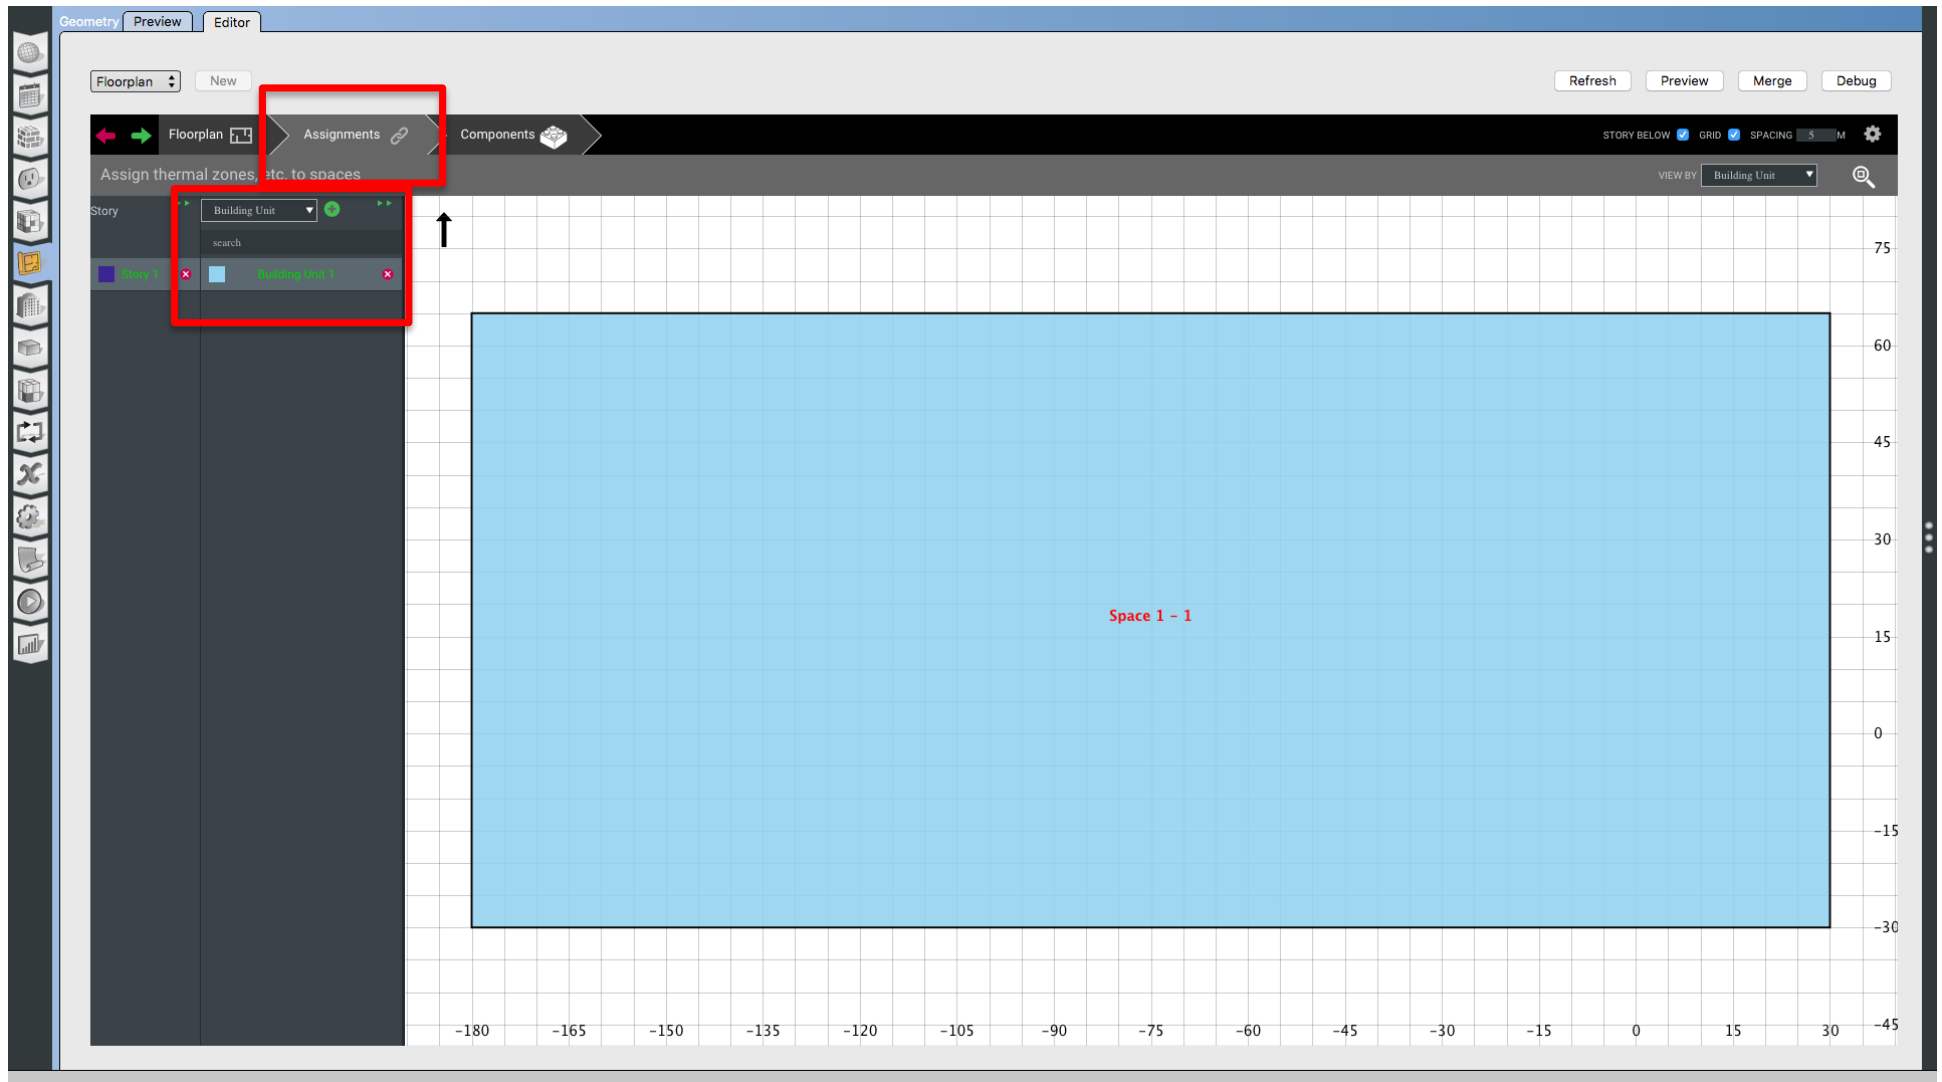 Geometry Preview Editor
Floorplan New Refresh Preview Merge Debug
Floorplan Assignments Components STORY BELOW GRID SPACING 5 M
Assign thermal zones, etc. to spaces VIEW BY Building Unit
Story Building Unit
search
Story 1 Building Unit 1
75
60
45
30
Space 1 - 1
15
0
-15
-30
-180 -165 -150 -135 -120 -105 -90 -75 -60 -45 -30 -15 0 15 30 -45